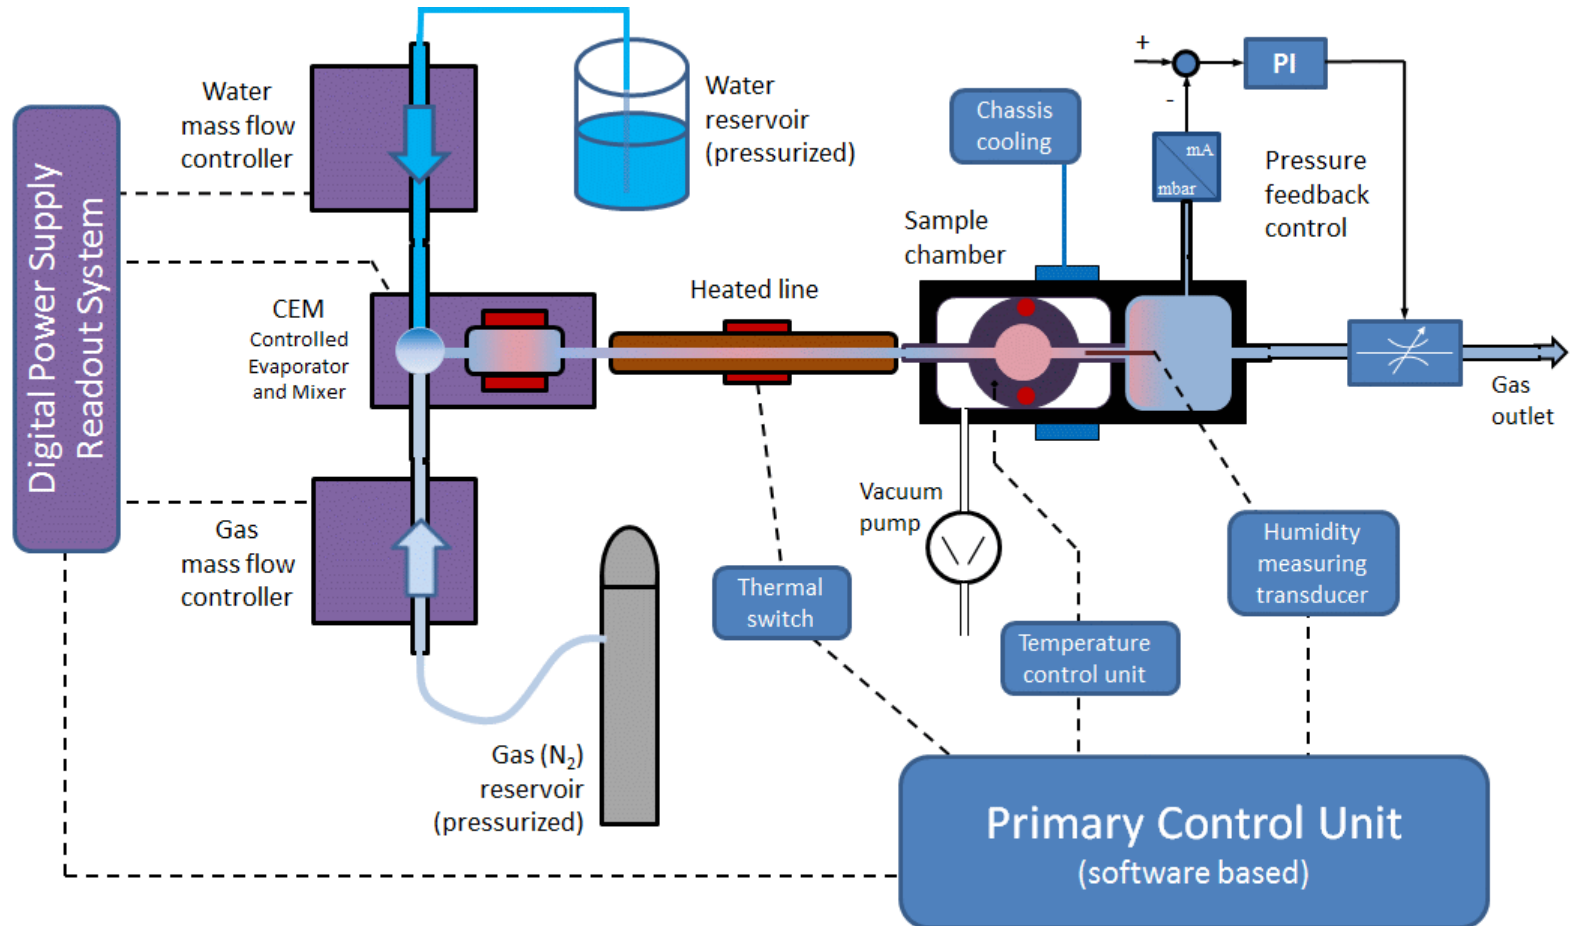 Water
mass flow
controller
Water
reservoir
(pressurized)
+
PI
-
mA
mbar
Pressure
feedback
control
Chassis
cooling
Sample
chamber
Digital Power Supply
Readout System
CEM
Controlled
Evaporator
and Mixer
Heated line
Gas
outlet
Gas
mass flow
controller
Vacuum
pump
Thermal
switch
Humidity
measuring
transducer
Temperature
control unit
Gas (N₂)
reservoir
(pressurized)
Primary Control Unit
(software based)